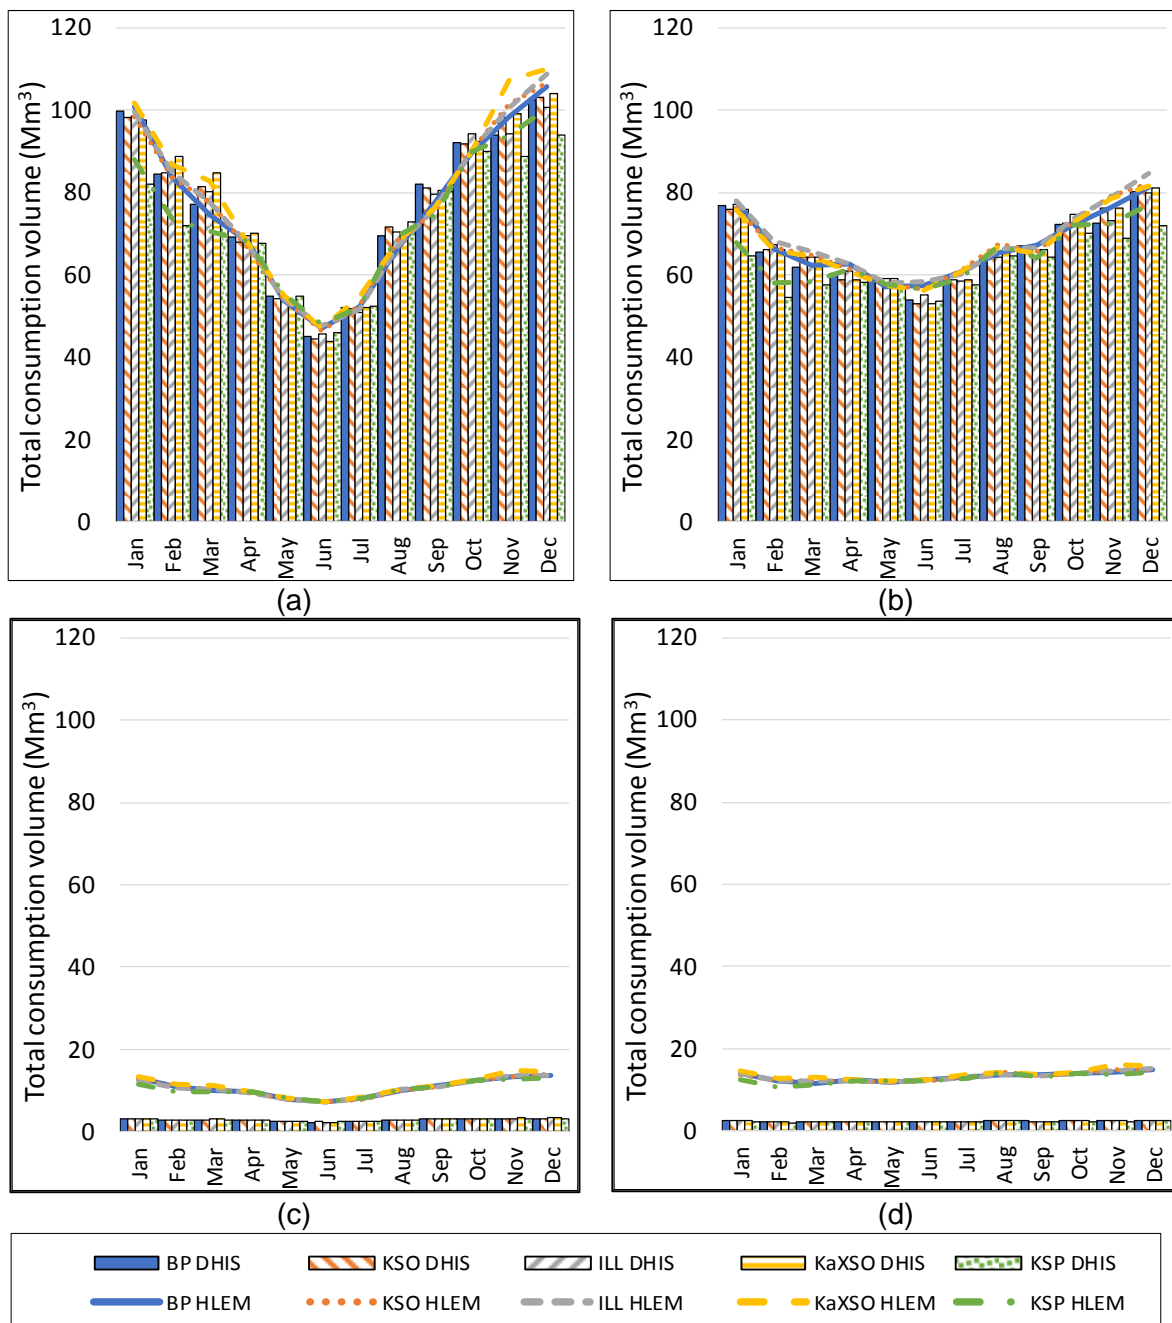 Total consumption volume (Mm³)
120
100
80
60
40
20
0
Jan Feb Mar Apr May Jun Jul Aug Sep Oct Nov Dec
(a)
Total consumption volume (Mm³)
120
100
80
60
40
20
0
Jan Feb Mar Apr May Jun Jul Aug Sep Oct Nov Dec
(b)
Total consumption volume (Mm³)
120
100
80
60
40
20
0
Jan Feb Mar Apr May Jun Jul Aug Sep Oct Nov Dec
(c)
Total consumption volume (Mm³)
120
100
80
60
40
20
0
Jan Feb Mar Apr May Jun Jul Aug Sep Oct Nov Dec
(d)
BP DHIS KSO DHIS ILL DHIS KaXSO DHIS KSP DHIS
BP HLEM KSO HLEM ILL HLEM KaXSO HLEM KSP HLEM